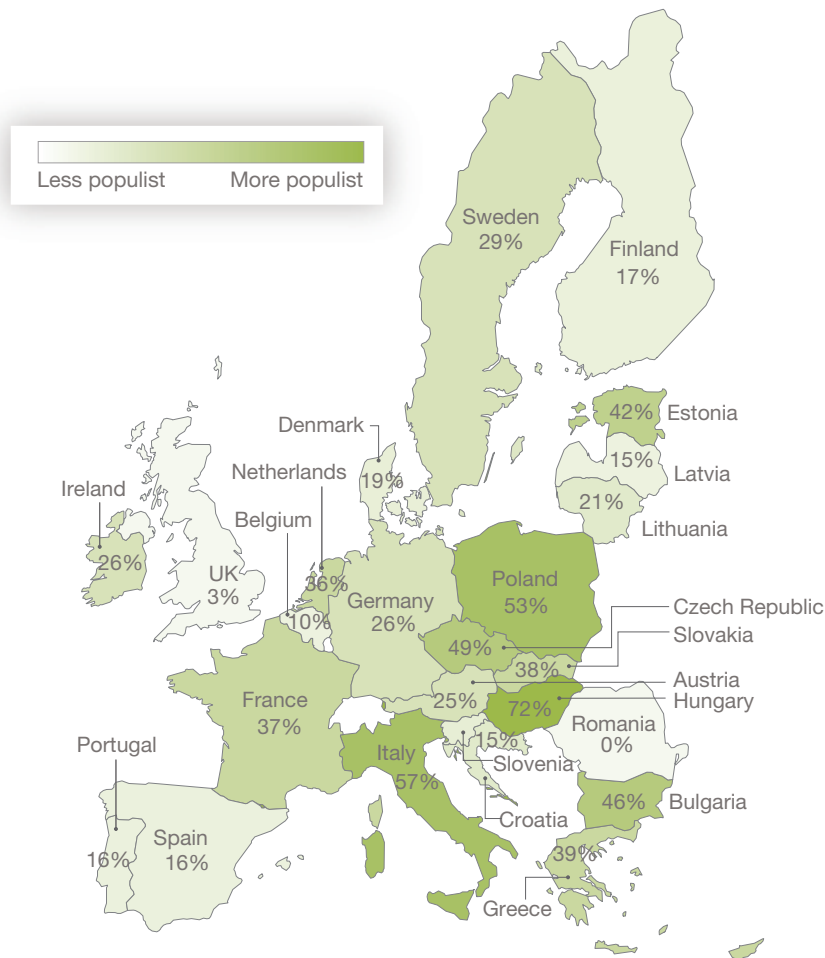 Less populist
More populist
Sweden
29%
Finland
17%
42%
Estonia
Denmark
15%
19%
Netherlands
Latvia
Ireland
21%
Belgium
Lithuania
26%
UK
3%
36%
Poland
53%
Germany
26%
10%
Czech Republic
Slovakia
49%
38%
Austria
Hungary
25%
72%
France
37%
Romania
0%
15%
Portugal
Italy
57%
Slovenia
46%
Bulgaria
Croatia
Spain
16%
16%
39%
Greece